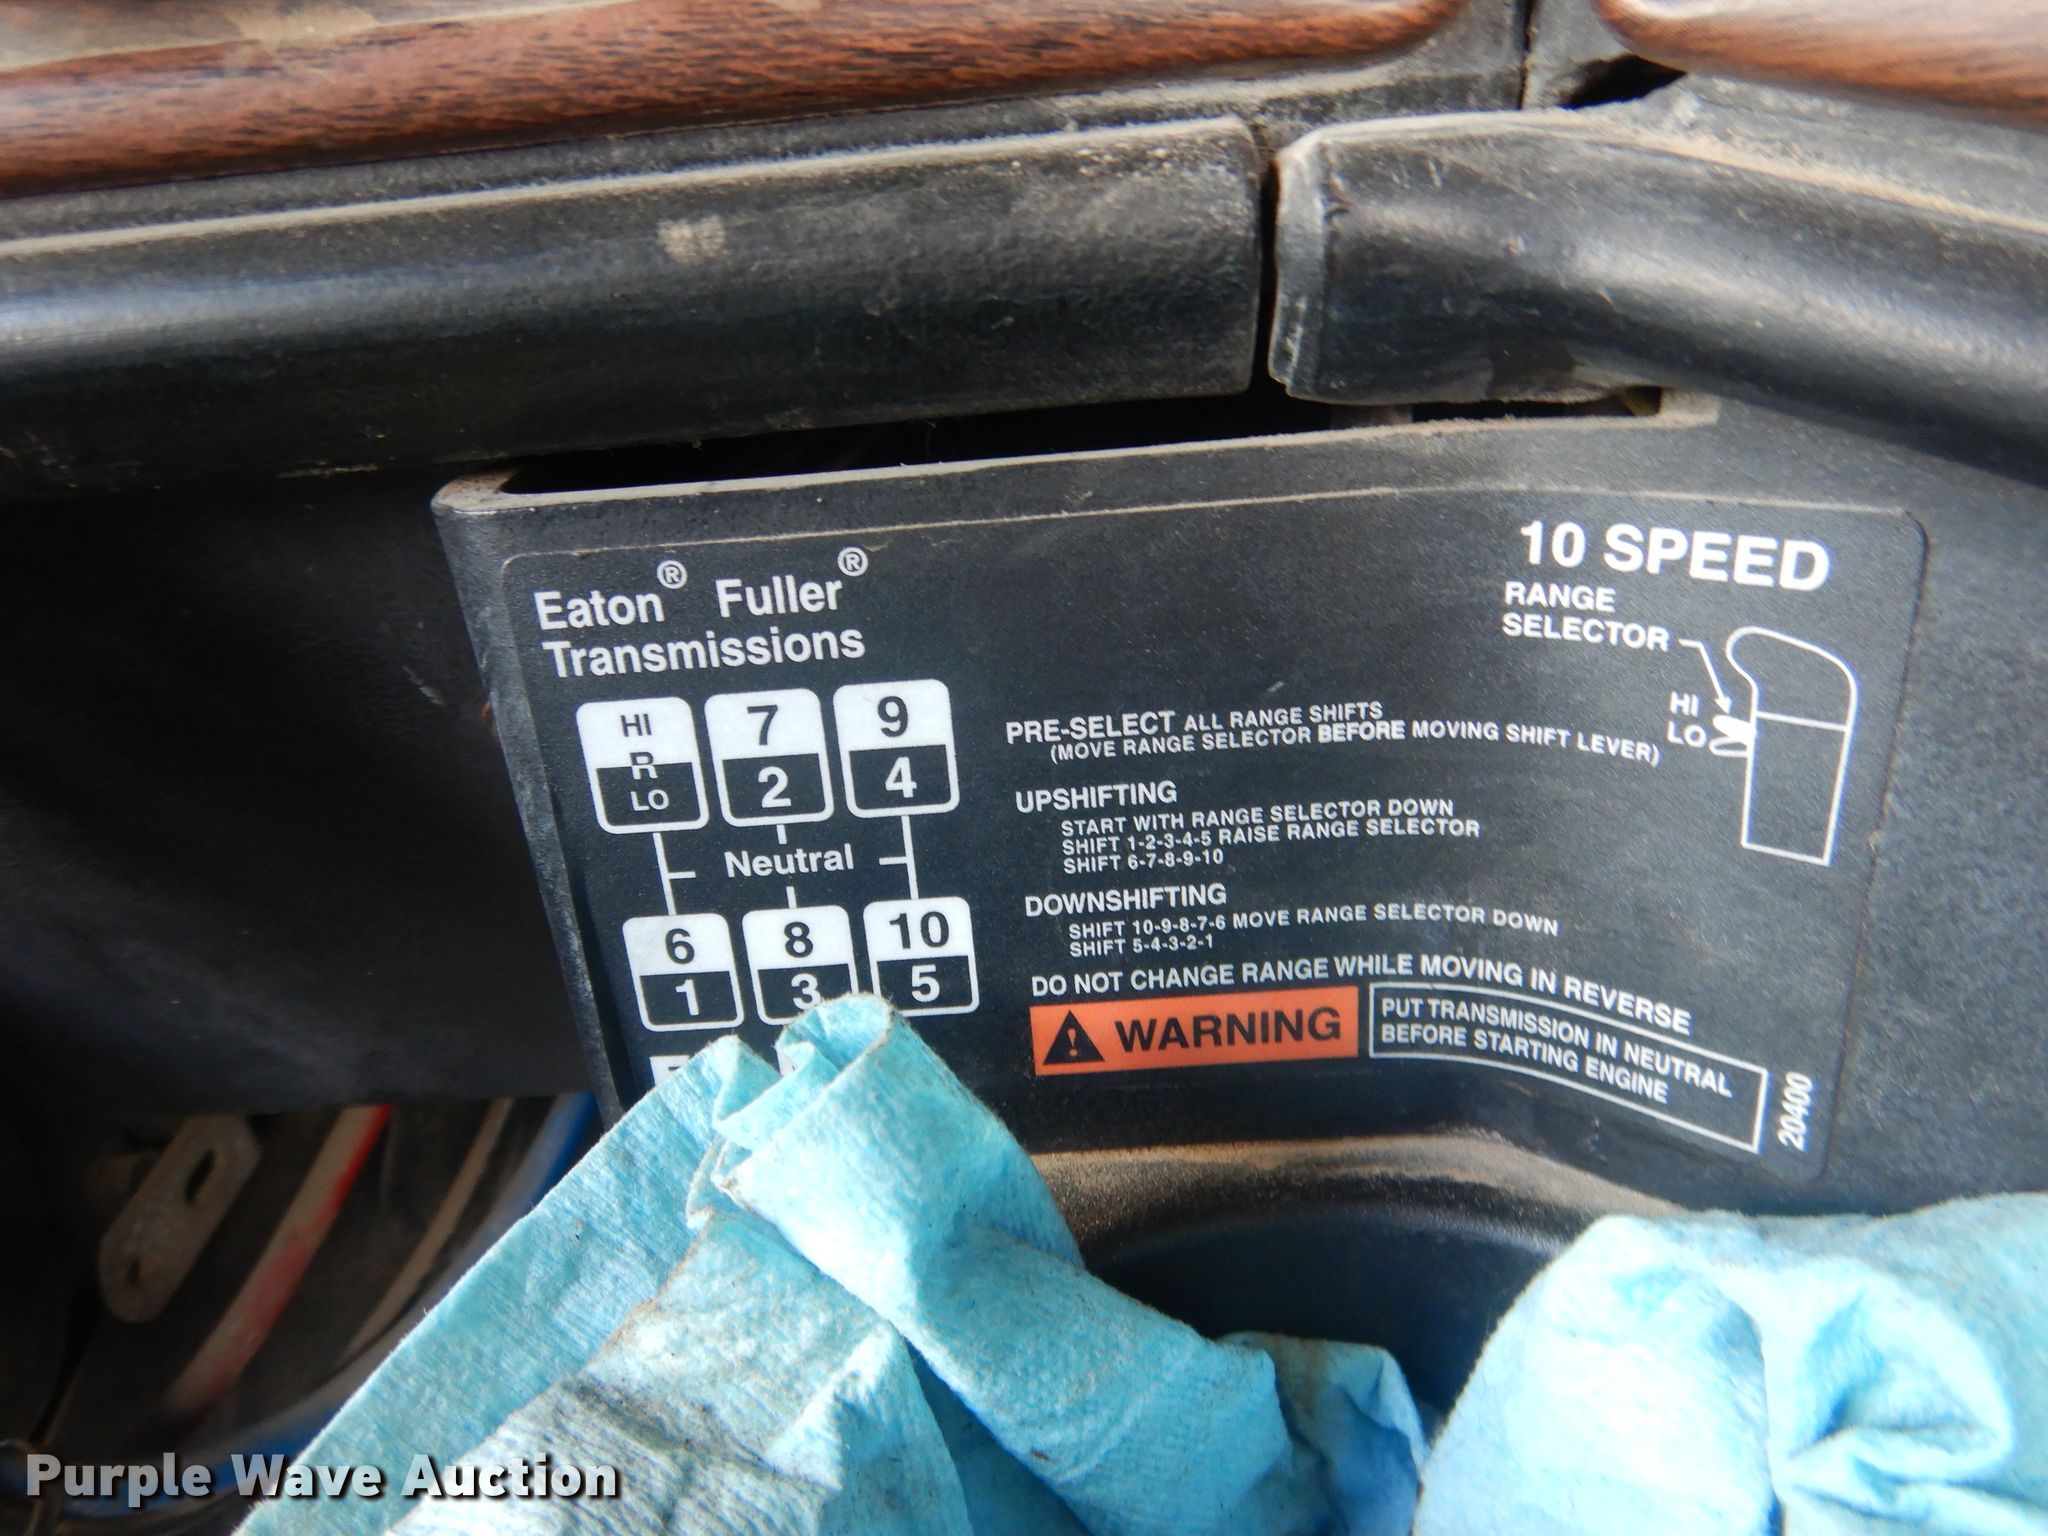 Eaton® Fuller®
Transmissions
10 SPEED
RANGE
SELECTOR
HI
LO
HI
R
LO
7
2
9
4
Neutral
6
1
8
3
10
5
PRE-SELECT ALL RANGE SHIFTS
(MOVE RANGE SELECTOR BEFORE MOVING SHIFT LEVER)
UPSHIFTING
START WITH RANGE SELECTOR DOWN
SHIFT 1-2-3-4-5 RAISE RANGE SELECTOR
SHIFT 6-7-8-9-10
DOWNSHIFTING
SHIFT 10-9-8-7-6 MOVE RANGE SELECTOR DOWN
SHIFT 5-4-3-2-1
DO NOT CHANGE RANGE WHILE MOVING IN REVERSE
WARNING
PUT TRANSMISSION IN NEUTRAL
BEFORE STARTING ENGINE
20400
Purple Wave Auction